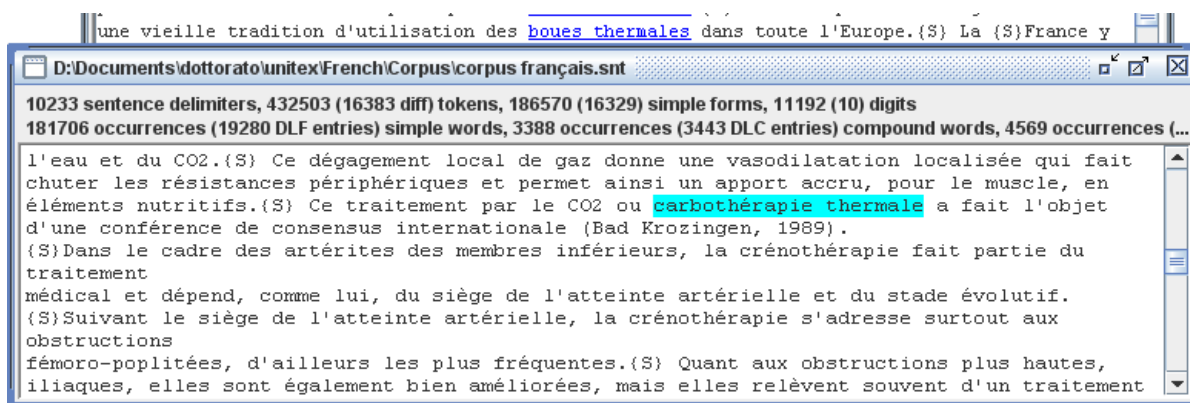 une vieille tradition d'utilisation des boues thermales dans toute l'Europe.{S} La {S}France y
D:\Documents\dottorato\unitex\French\Corpus\corpus français.snt
10233 sentence delimiters, 432503 (16383 diff) tokens, 186570 (16329) simple forms, 11192 (10) digits
181706 occurrences (19280 DLF entries) simple words, 3388 occurrences (3443 DLC entries) compound words, 4569 occurrences (...
l'eau et du CO2.{S} Ce dégagement local de gaz donne une vasodilatation localisée qui fait
chuter les résistances périphériques et permet ainsi un apport accru, pour le muscle, en
éléments nutritifs.{S} Ce traitement par le CO2 ou carbothérapie thermale a fait l'objet
d'une conférence de consensus internationale (Bad Krozingen, 1989).
{S}Dans le cadre des artérites des membres inférieurs, la crénothérapie fait partie du
traitement
médical et dépend, comme lui, du siège de l'atteinte artérielle et du stade évolutif.
{S}Suivant le siège de l'atteinte artérielle, la crénothérapie s'adresse surtout aux
obstructions
fémoro-poplitées, d'ailleurs les plus fréquentes.{S} Quant aux obstructions plus hautes,
iliaques, elles sont également bien améliorées, mais elles relèvent souvent d'un traitement